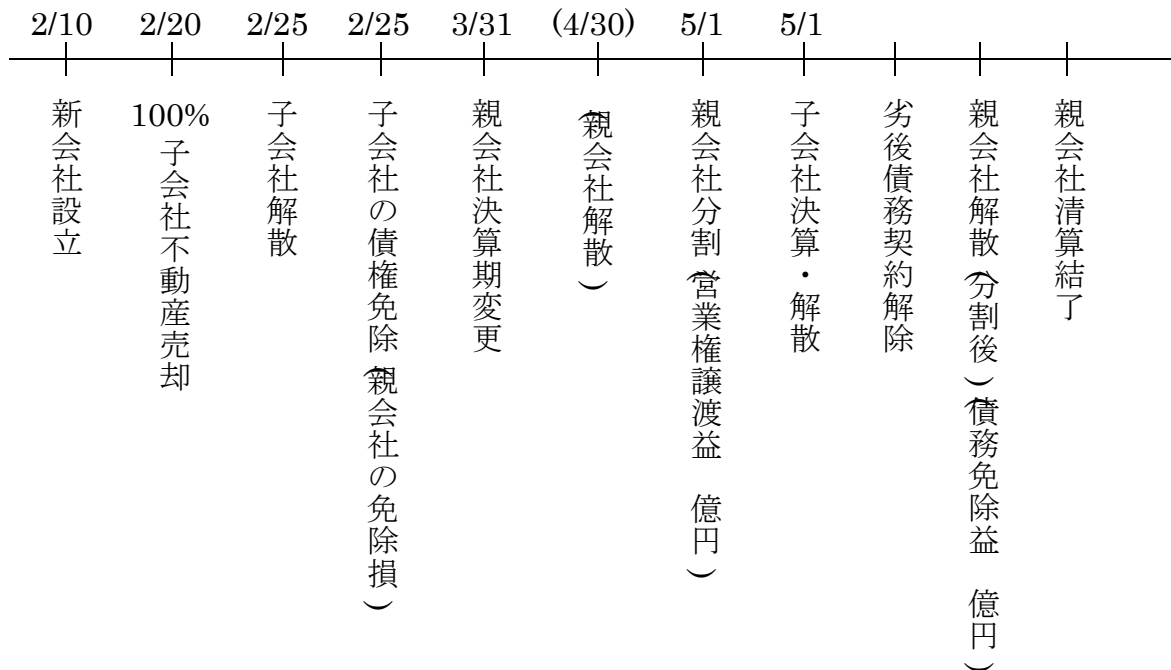 2/10
2/20
2/25
2/25
3/31
(4/30)
5/1
5/1
新会社設立
100%
子会社不動産売却
子会社解散
子会社の債権免除(親会社の免除損)
親会社決算期変更
(親会社解散)
親会社分割(営業権譲渡益 億円)
子会社決算・解散
劣後債務契約解除
親会社解散(分割後)(債務免除益 億円)
親会社清算結了